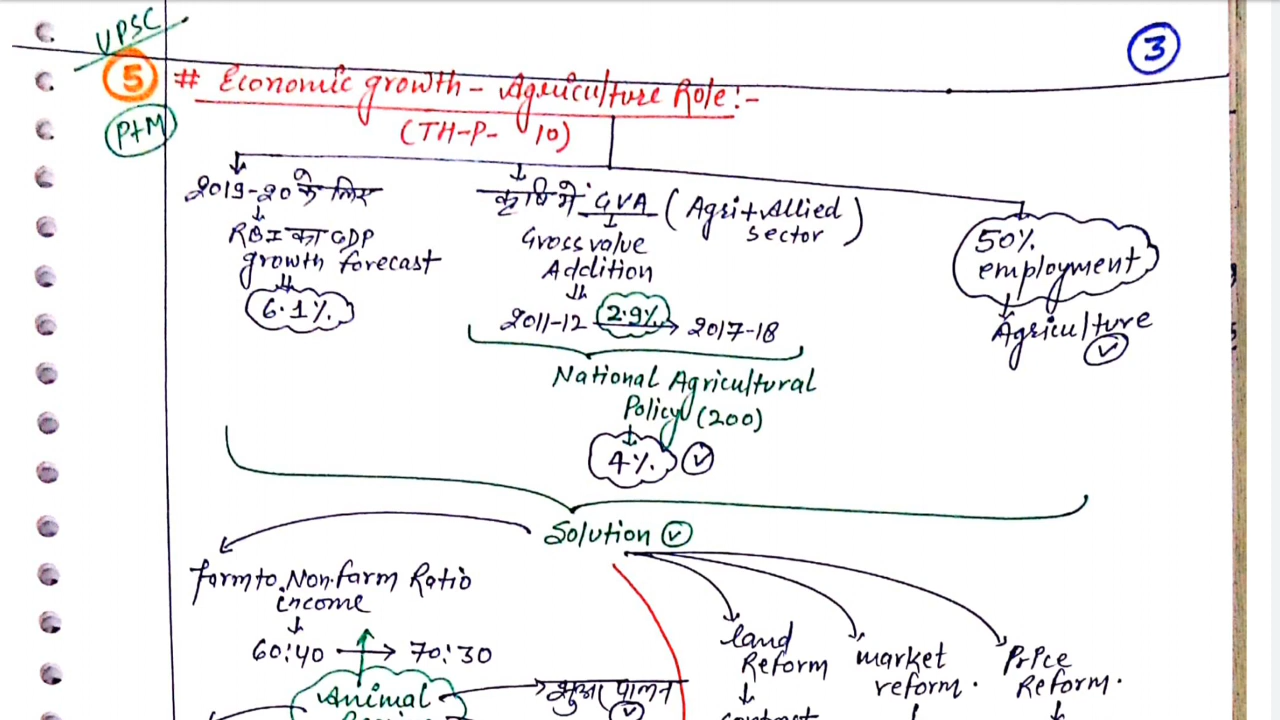 UPSC
3
5 # Economic growth - Agriculture Role:-
P+M
(TH-P- 10)
2019-20 के लिए
RBI का GDP
growth forecast
6.1%
कृषि में GVA (Agri+Allied
sector)
Gross value
Addition
2011-12 2.9% 2017-18
50%
employment
Agriculture
National Agricultural
Policy (200)
4%
Solution
farm to Non-farm Ratio
income
60:40 → 70:30
Animal
पालन
land
Reform
contract
market
reform.
Price
Reform.